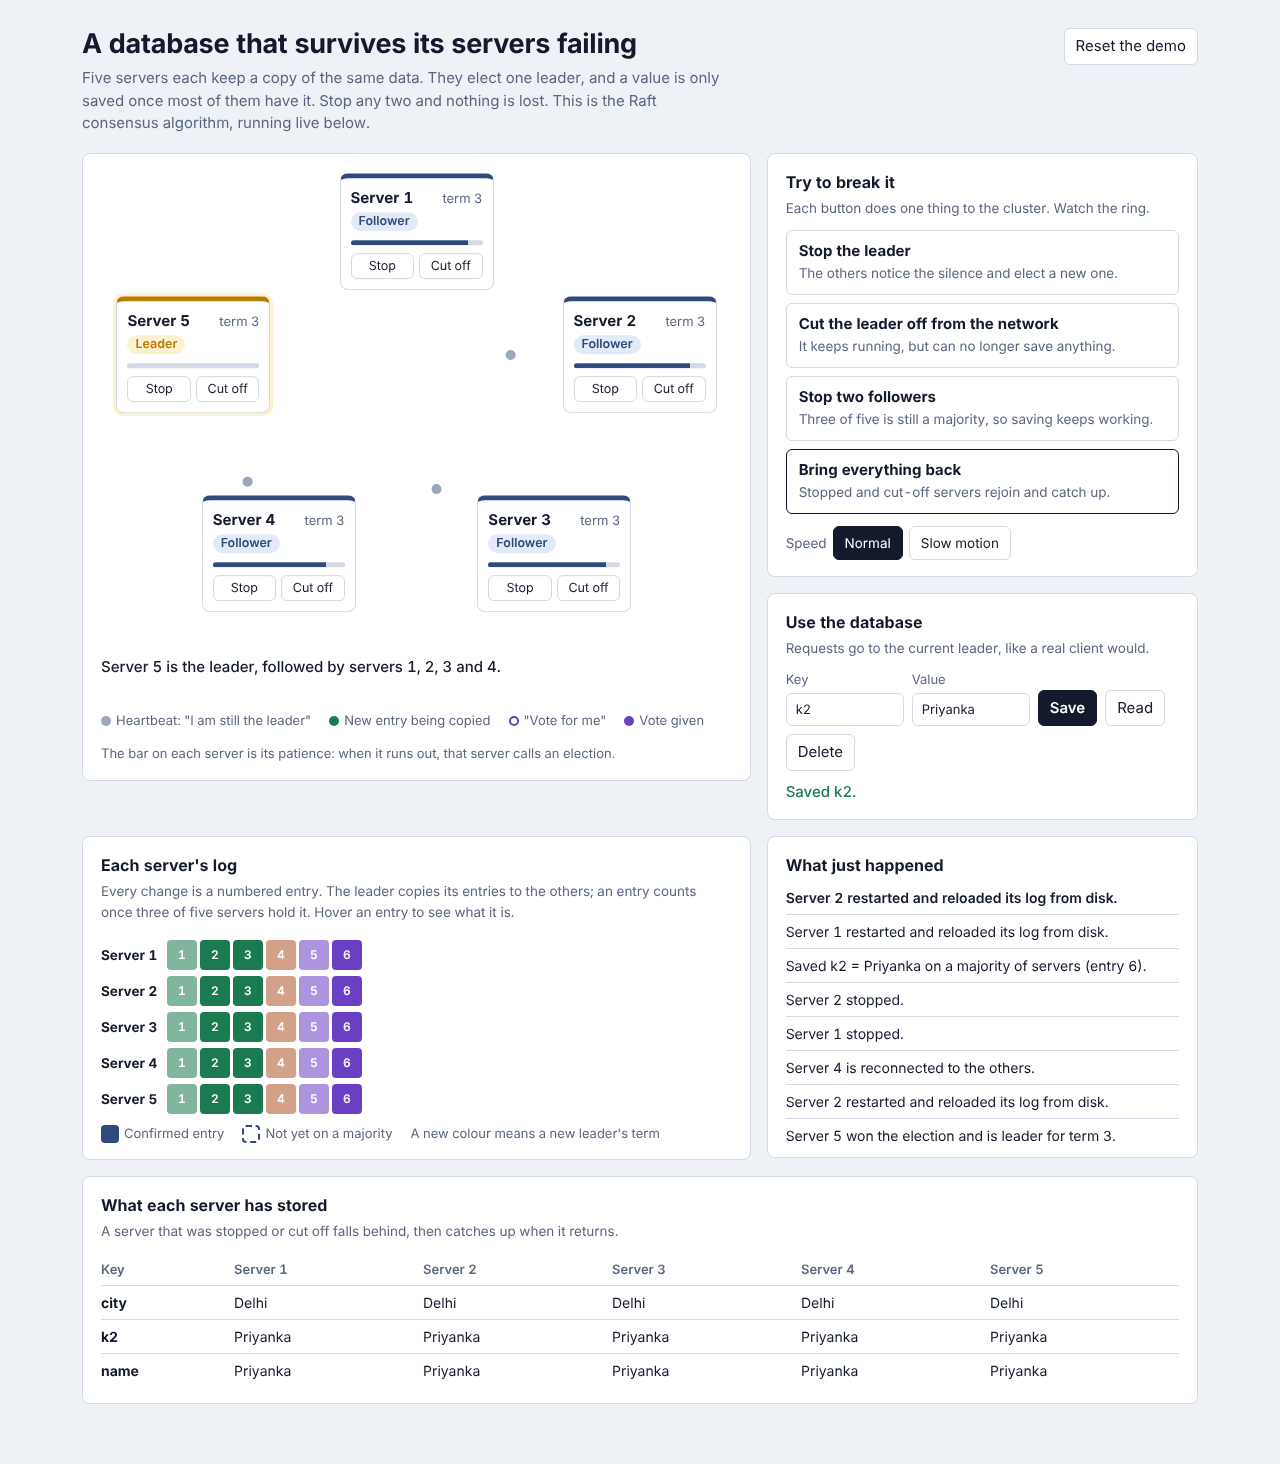 A database that survives its servers failing
Reset the demo
Five servers each keep a copy of the same data. They elect one leader, and a value is only
saved once most of them have it. Stop any two and nothing is lost. This is the Raft
consensus algorithm, running live below.
Server 1 term 3
Follower
Stop Cut off
Server 5 term 3
Leader
Stop Cut off
Server 2 term 3
Follower
Stop Cut off
Server 4 term 3
Follower
Stop Cut off
Server 3 term 3
Follower
Stop Cut off
Server 5 is the leader, followed by servers 1, 2, 3 and 4.
Heartbeat: "I am still the leader" New entry being copied "Vote for me" Vote given
The bar on each server is its patience: when it runs out, that server calls an election.
Try to break it
Each button does one thing to the cluster. Watch the ring.
Stop the leader
The others notice the silence and elect a new one.
Cut the leader off from the network
It keeps running, but can no longer save anything.
Stop two followers
Three of five is still a majority, so saving keeps working.
Bring everything back
Stopped and cut-off servers rejoin and catch up.
Speed Normal Slow motion
Use the database
Requests go to the current leader, like a real client would.
Key Value
k2 Priyanka Save Read
Delete
Saved k2.
Each server's log
Every change is a numbered entry. The leader copies its entries to the others; an entry counts
once three of five servers hold it. Hover an entry to see what it is.
Server 1 1 2 3 4 5 6
Server 2 1 2 3 4 5 6
Server 3 1 2 3 4 5 6
Server 4 1 2 3 4 5 6
Server 5 1 2 3 4 5 6
Confirmed entry Not yet on a majority A new colour means a new leader's term
What just happened
Server 2 restarted and reloaded its log from disk.
Server 1 restarted and reloaded its log from disk.
Saved k2 = Priyanka on a majority of servers (entry 6).
Server 2 stopped.
Server 1 stopped.
Server 4 is reconnected to the others.
Server 2 restarted and reloaded its log from disk.
Server 5 won the election and is leader for term 3.
What each server has stored
A server that was stopped or cut off falls behind, then catches up when it returns.
Key Server 1 Server 2 Server 3 Server 4 Server 5
city Delhi Delhi Delhi Delhi Delhi
k2 Priyanka Priyanka Priyanka Priyanka Priyanka
name Priyanka Priyanka Priyanka Priyanka Priyanka